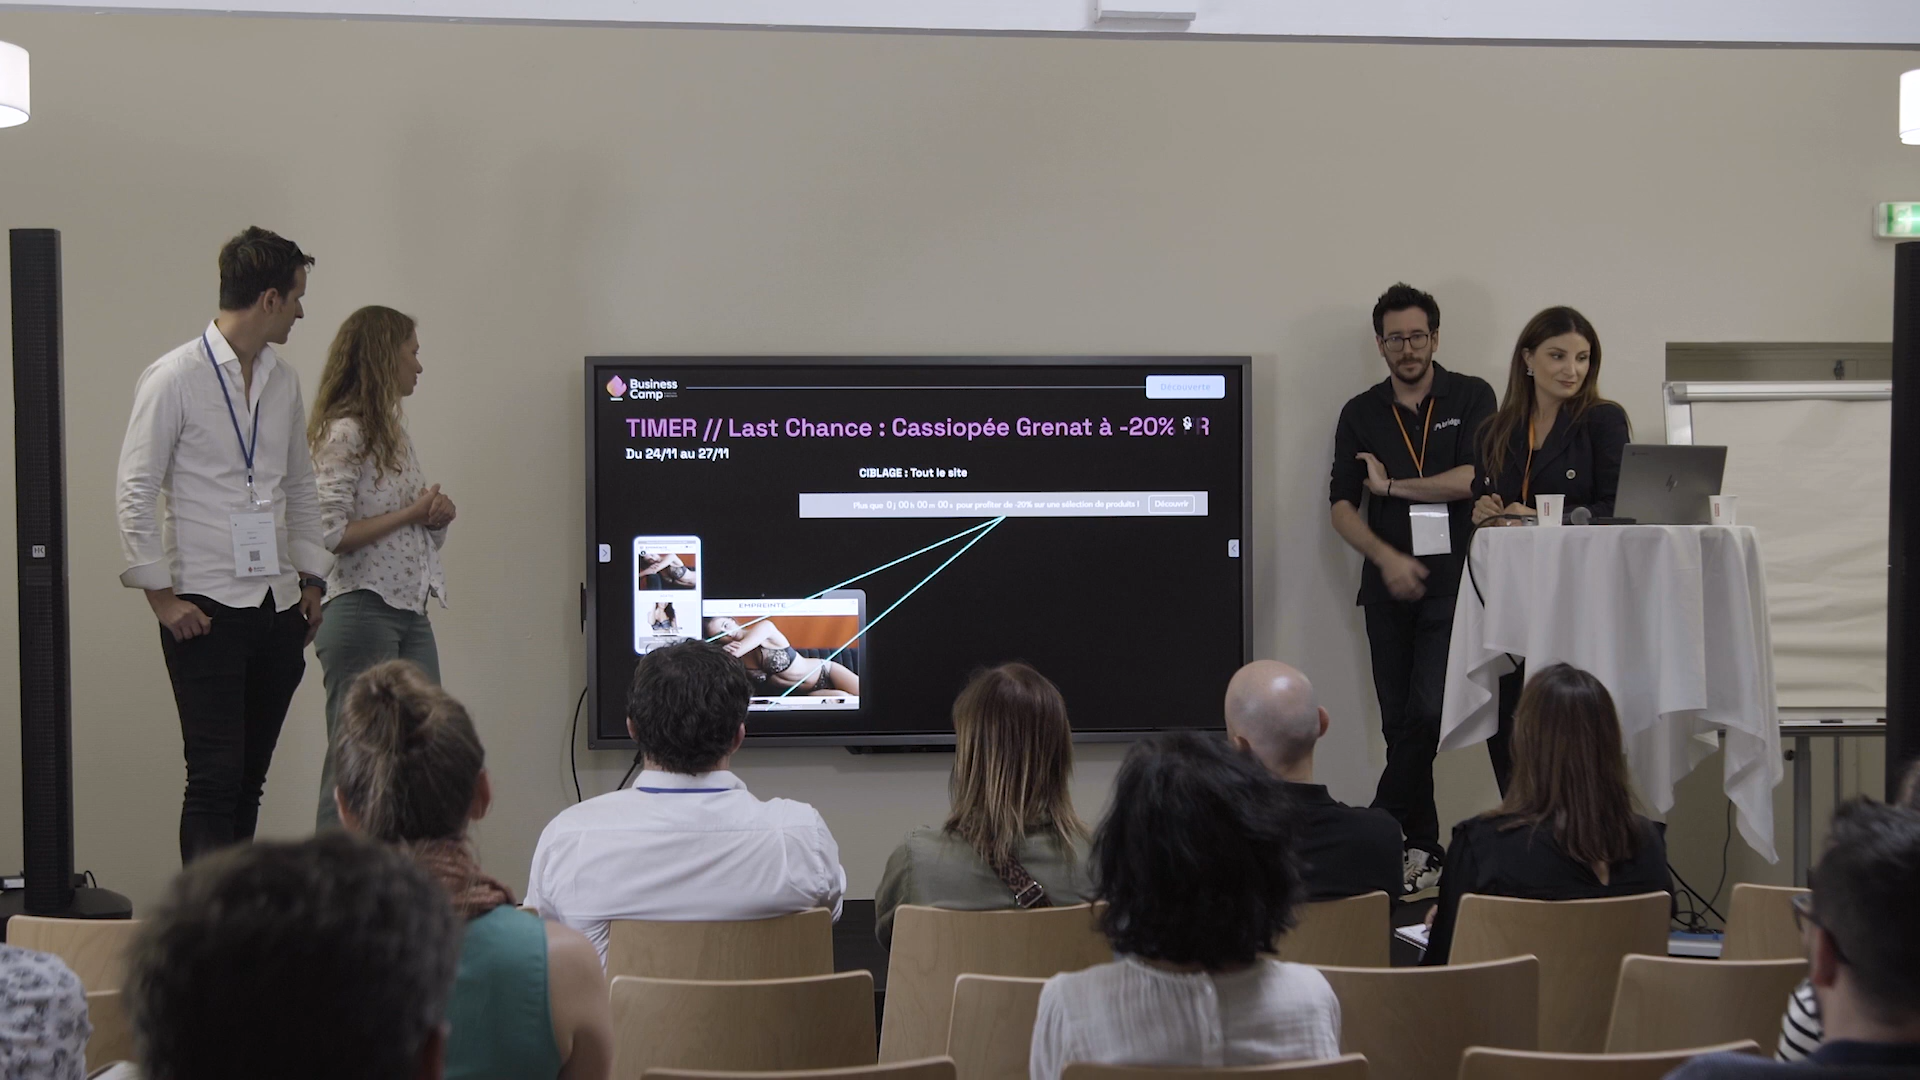 Business
Camp
Découverte
TIMER // Last Chance : Cassiopée Grenat à -20%
Du 24/11 au 27/11
CIBLAGE : Tout le site
Plus que 0 j 00 h 00 m 00 s pour profiter de -20% sur une sélection de produits !
Découvrir
EMPREINTE
bridge
HK